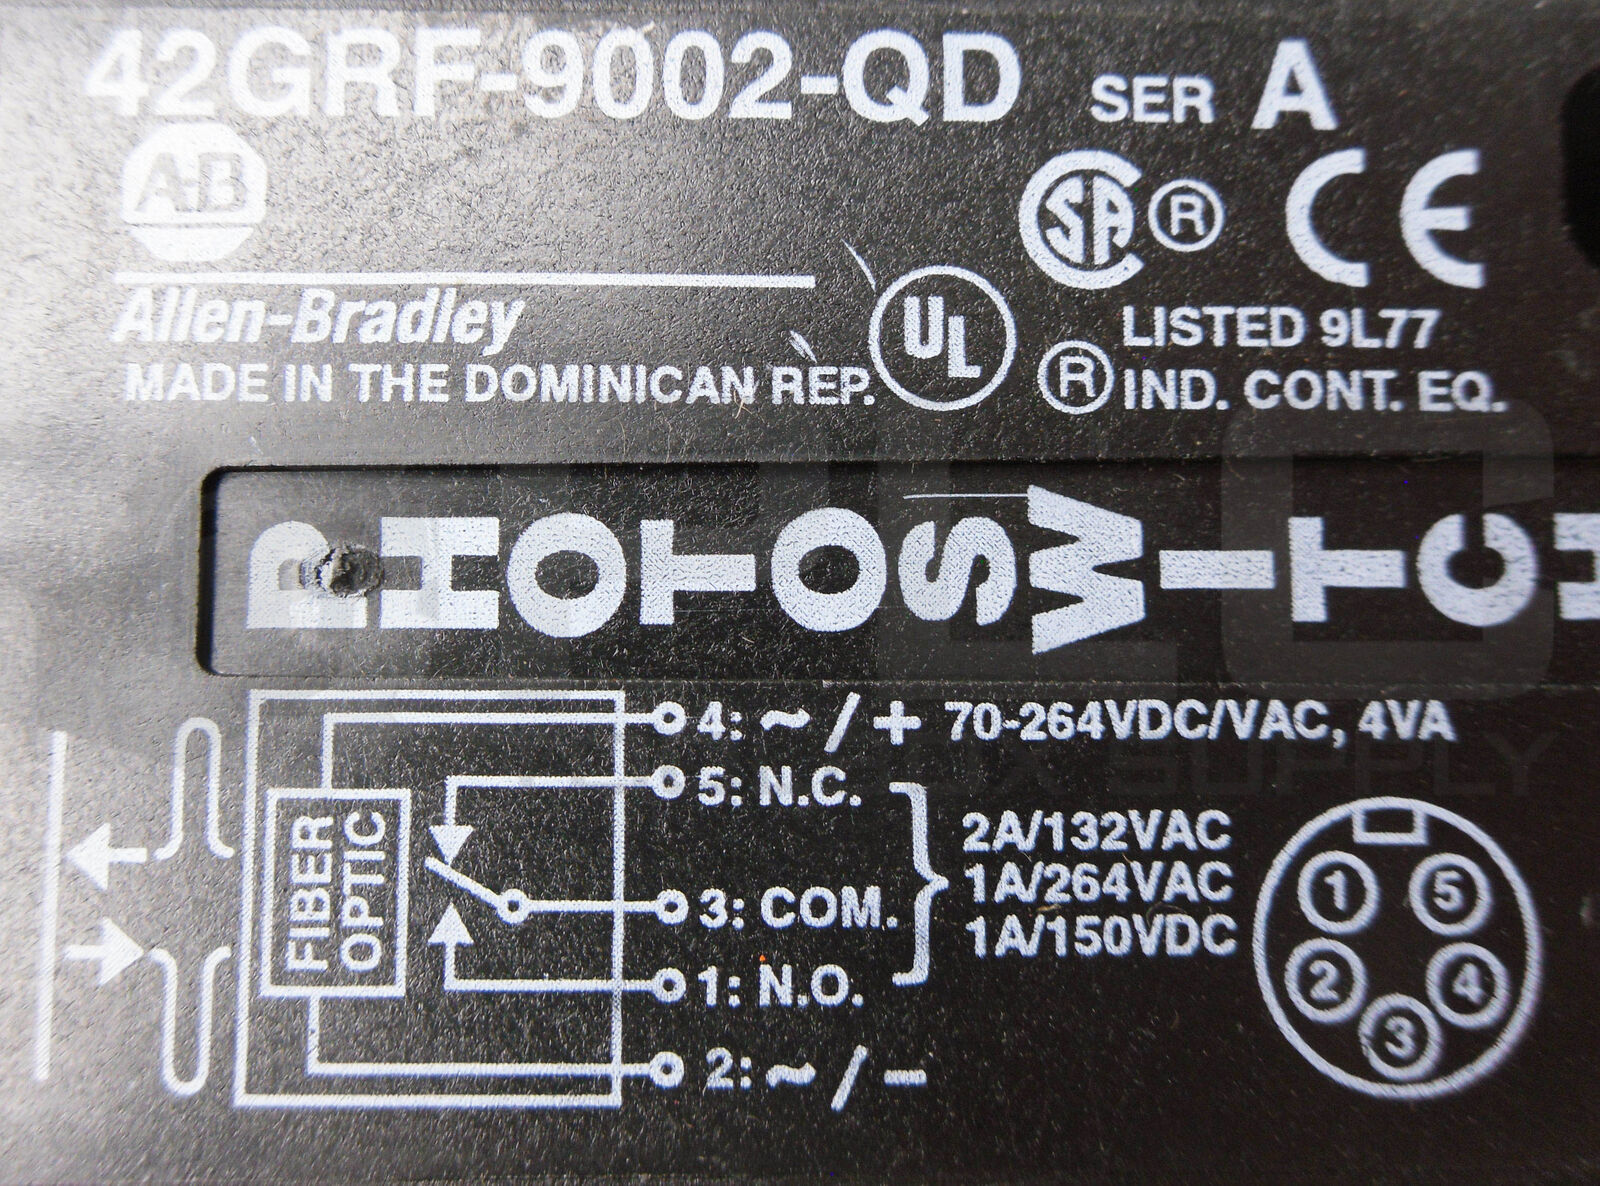 42GRF-9002-QD SER A
A-B
SA ® CE
Allen-Bradley
MADE IN THE DOMINICAN REP.
UL ® LISTED 9L77
IND. CONT. EQ.
PHOTOSWITCH
4: ~ / + 70-264VDC/VAC, 4VA
5: N.C.
FIBER
OPTIC
3: COM.
1: N.O.
2: ~ / −
2A/132VAC
1A/264VAC
1A/150VDC
1 5
2 4
3